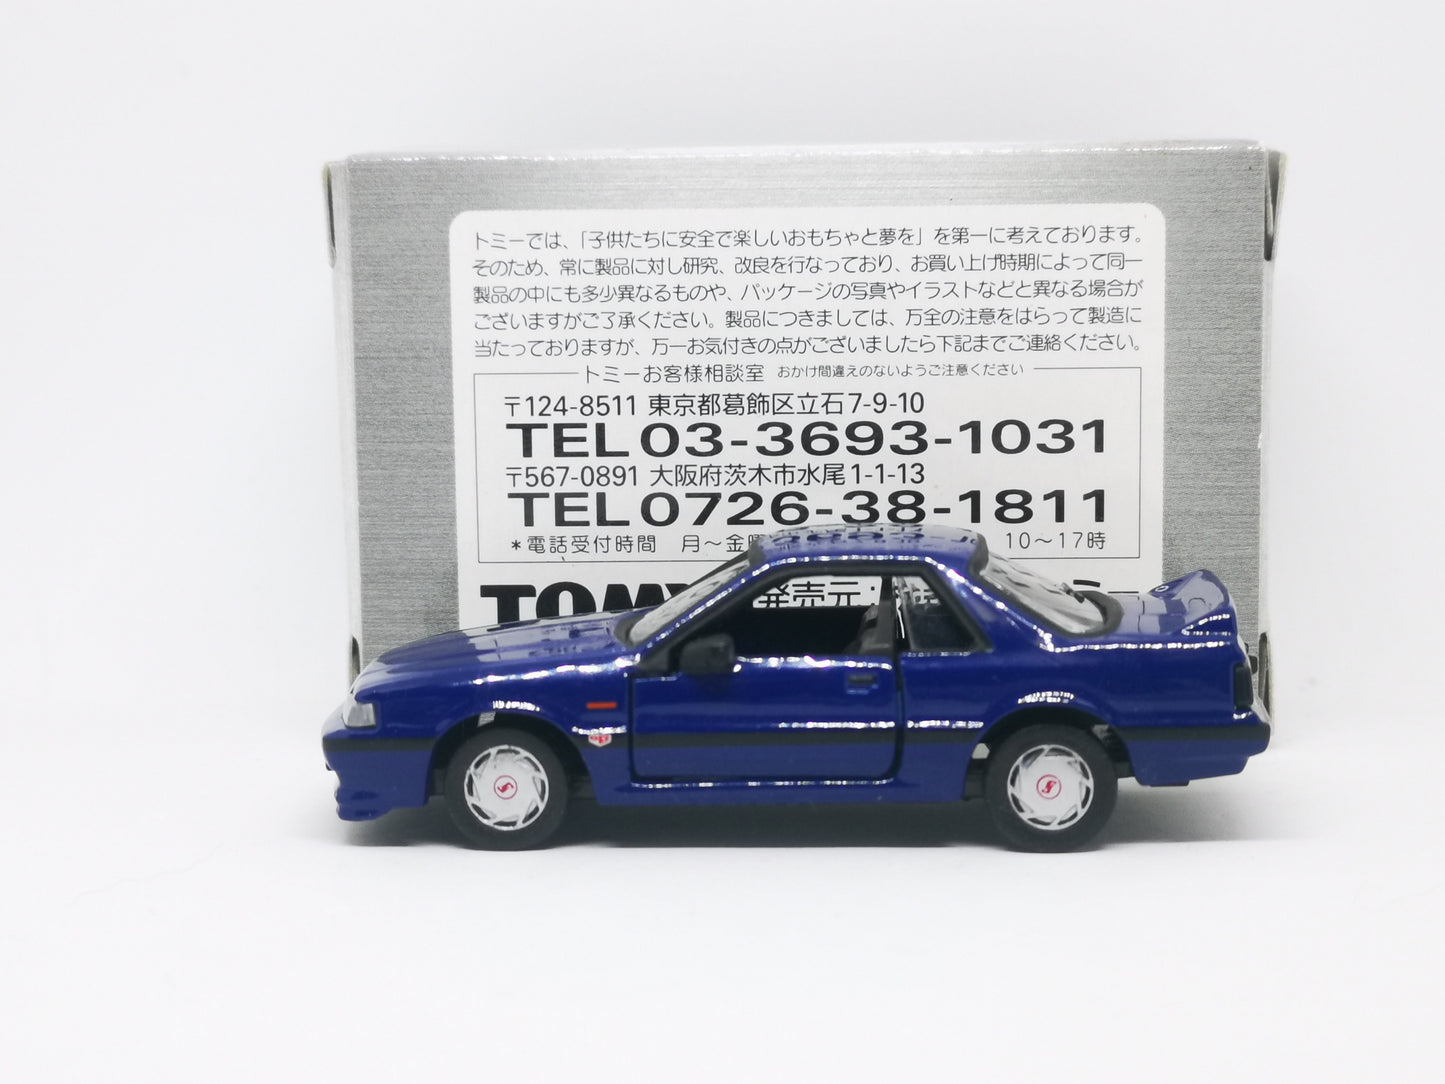 トミーでは、「子供たちに安全で楽しいおもちゃと夢を」を第一に考えております。
そのため、常に製品に対し研究、改良を行なっており、お買い上げ時期によって同一
製品の中にも多少異なるものや、パッケージの写真やイラストなどと異なる場合が
ございますがご了承ください。製品につきましては、万全の注意をはらって製造に
当たっておりますが、万一お気付きの点がございましたら下記までご連絡ください。
トミーお客様相談室 おかけ間違えのないようご注意ください
〒124-8511 東京都葛飾区立石7-9-10
TEL 03-3693-1031
〒567-0891 大阪府茨木市水尾1-1-13
TEL 0726-38-1811
*電話受付時間 月～金曜 10～17時
TOMY 発売元: